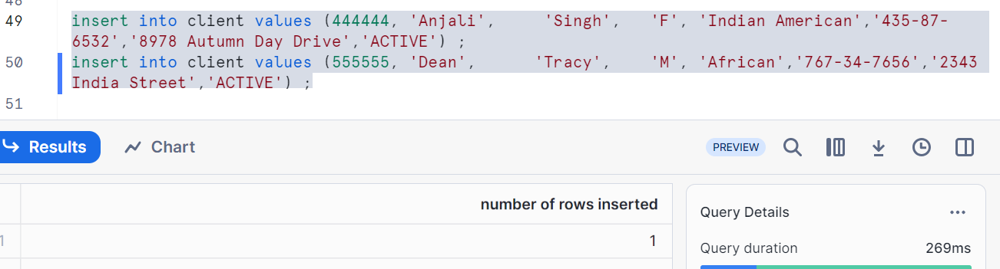 48
49 insert into client values (444444, 'Anjali', 'Singh', 'F', 'Indian American','435-87-
6532','8978 Autumn Day Drive','ACTIVE') ;
50 insert into client values (555555, 'Dean', 'Tracy', 'M', 'African','767-34-7656','2343
India Street','ACTIVE') ;
51
Results Chart PREVIEW
number of rows inserted
1 1
Query Details ...
Query duration 269ms